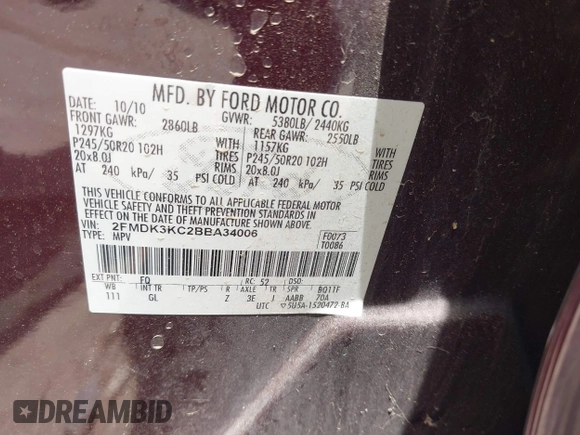 MFD. BY FORD MOTOR CO.
DATE: 10/10 GVWR: 5380LB/ 2440KG
FRONT GAWR: 2860LB REAR GAWR: 2550LB
1297KG WITH 1157KG WITH
P245/50R20 102H TIRES P245/50R20 102H TIRES
20x8.0J RIMS 20x8.0J RIMS
AT 240 kPa/ 35 PSI COLD AT 240 kPa/ 35 PSI COLD
THIS VEHICLE CONFORMS TO ALL APPLICABLE FEDERAL MOTOR
VEHICLE SAFETY AND THEFT PREVENTION STANDARDS IN
EFFECT ON THE DATE OF MANUFACTURE SHOWN ABOVE.
VIN: 2FMDK3KC2BBA34006 F0073
TYPE: MPV T0086
EXT PNT: FQ RC: 52 DSO:
WB INT TR TP/PS R AXLE TR SPR BQ11F
111 GL Z 3E J AABB 70A
UTC 5U5A-1520472-BA
DREAMBID